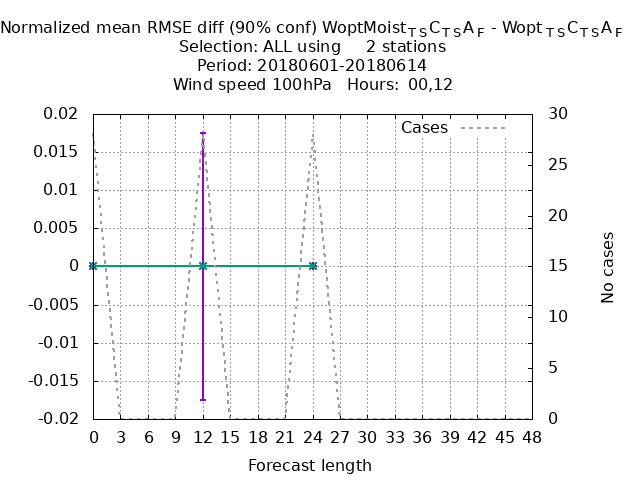 Normalized mean RMSE diff (90% conf) WoptMoist_TSC_TSA_F - Wopt_TSC_TSA_F
Selection: ALL using     2 stations
Period: 20180601-20180614
Wind speed 100hPa   Hours:  00,12
Cases
0.02
0.015
0.01
0.005
0
-0.005
-0.01
-0.015
-0.02
30
25
20
15
10
5
0
No cases
0 3 6 9 12 15 18 21 24 27 30 33 36 39 42 45 48
Forecast length